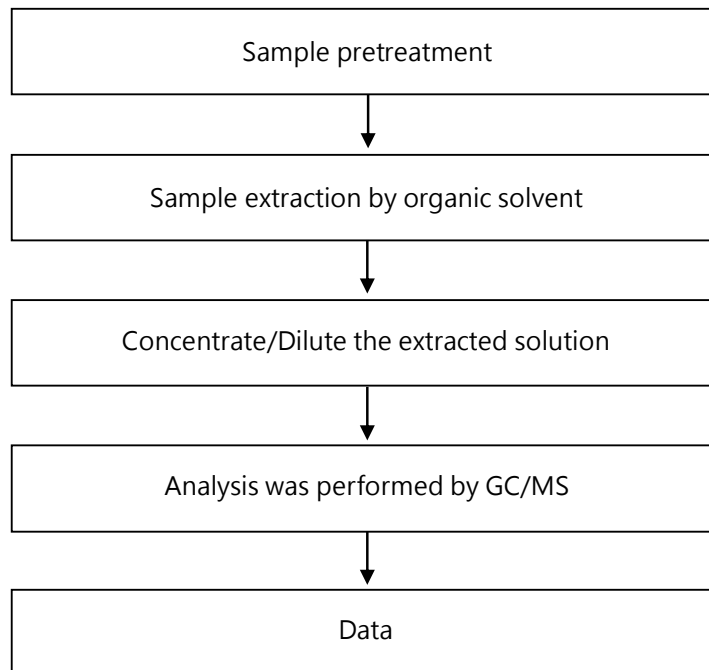 Sample pretreatment
Sample extraction by organic solvent
Concentrate/Dilute the extracted solution
Analysis was performed by GC/MS
Data